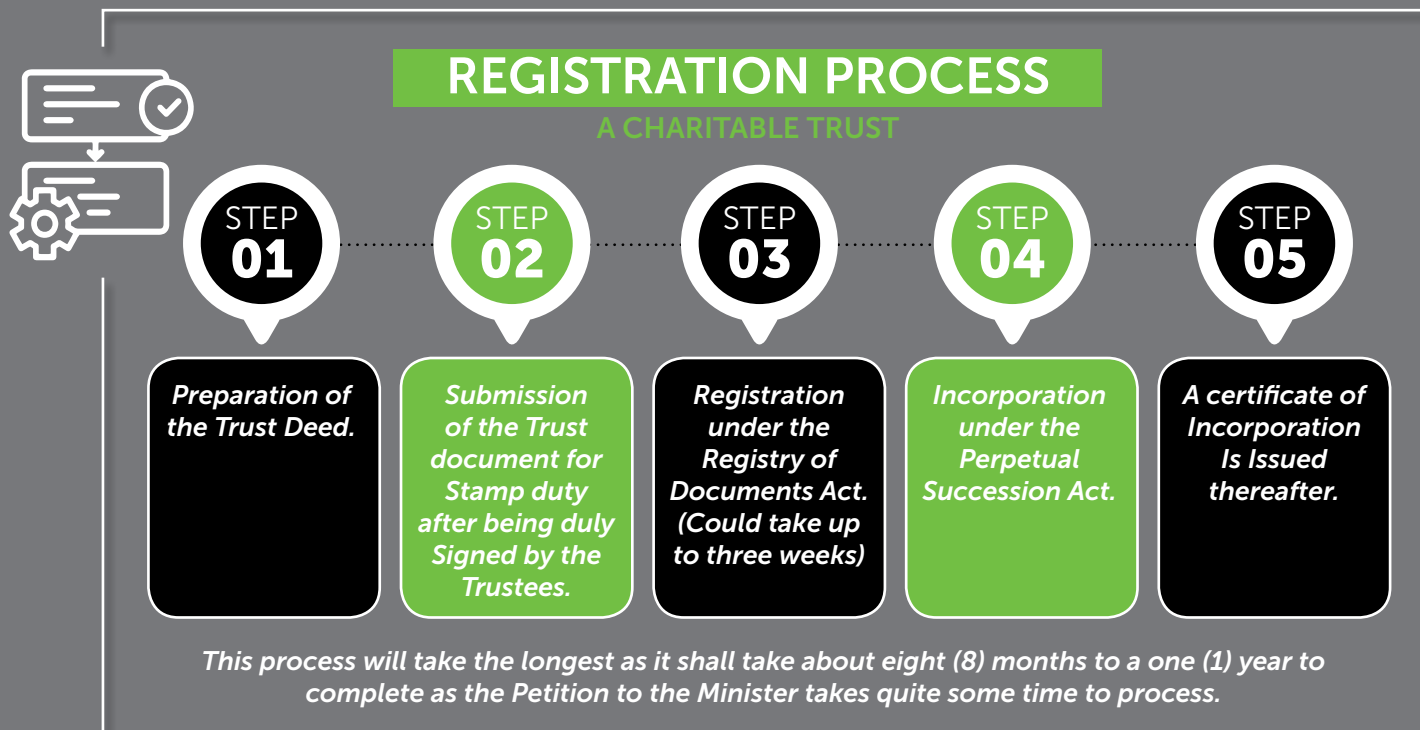 REGISTRATION PROCESS
A CHARITABLE TRUST
STEP
01
STEP
02
STEP
03
STEP
04
STEP
05
Preparation of
the Trust Deed.
Submission
of the Trust
document for
Stamp duty
after being duly
Signed by the
Trustees.
Registration
under the
Registry of
Documents Act.
(Could take up
to three weeks)
Incorporation
under the
Perpetual
Succession Act.
A certificate of
Incorporation
Is Issued
thereafter.
This process will take the longest as it shall take about eight (8) months to a one (1) year to
complete as the Petition to the Minister takes quite some time to process.